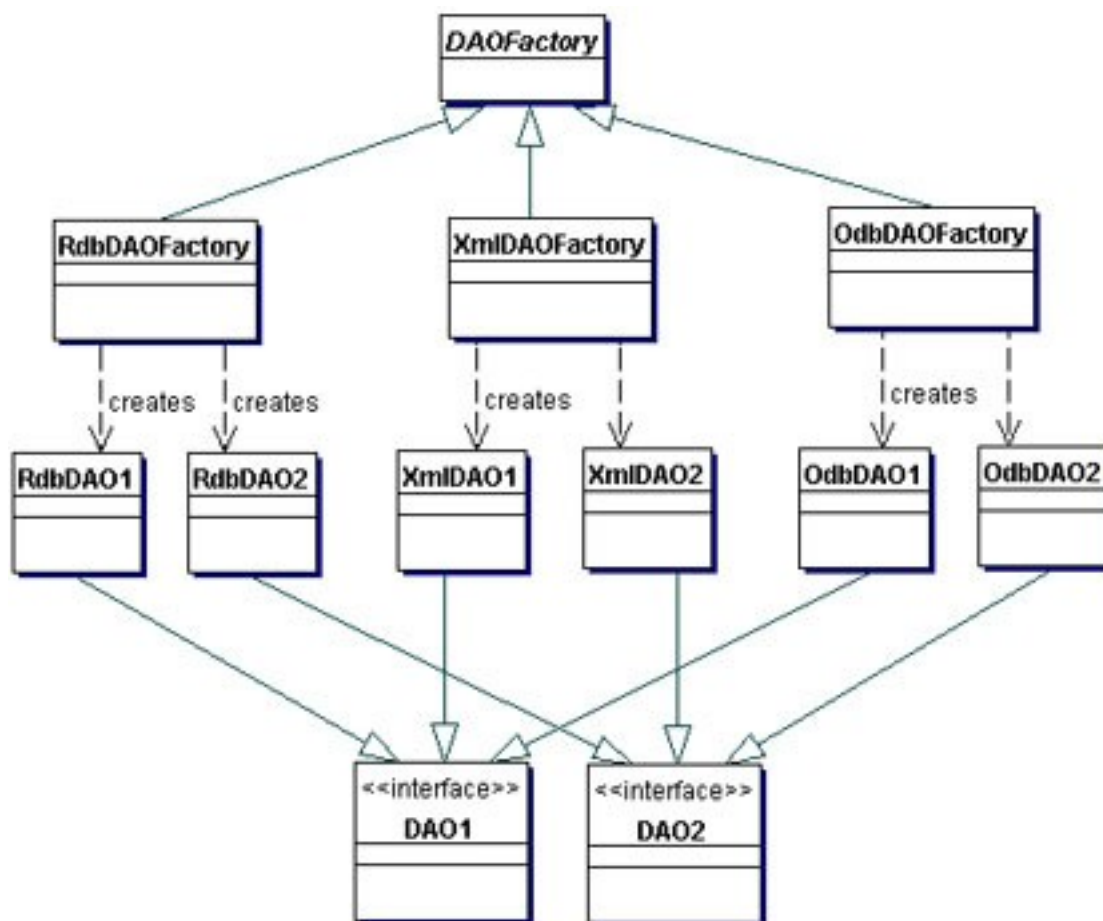 DAOFactory
RdbDAOFactory
XmlDAOFactory
OdbDAOFactory
creates
creates
creates
creates
RdbDAO1
RdbDAO2
XmlDAO1
XmlDAO2
OdbDAO1
OdbDAO2
<<interface>>
DAO1
<<interface>>
DAO2